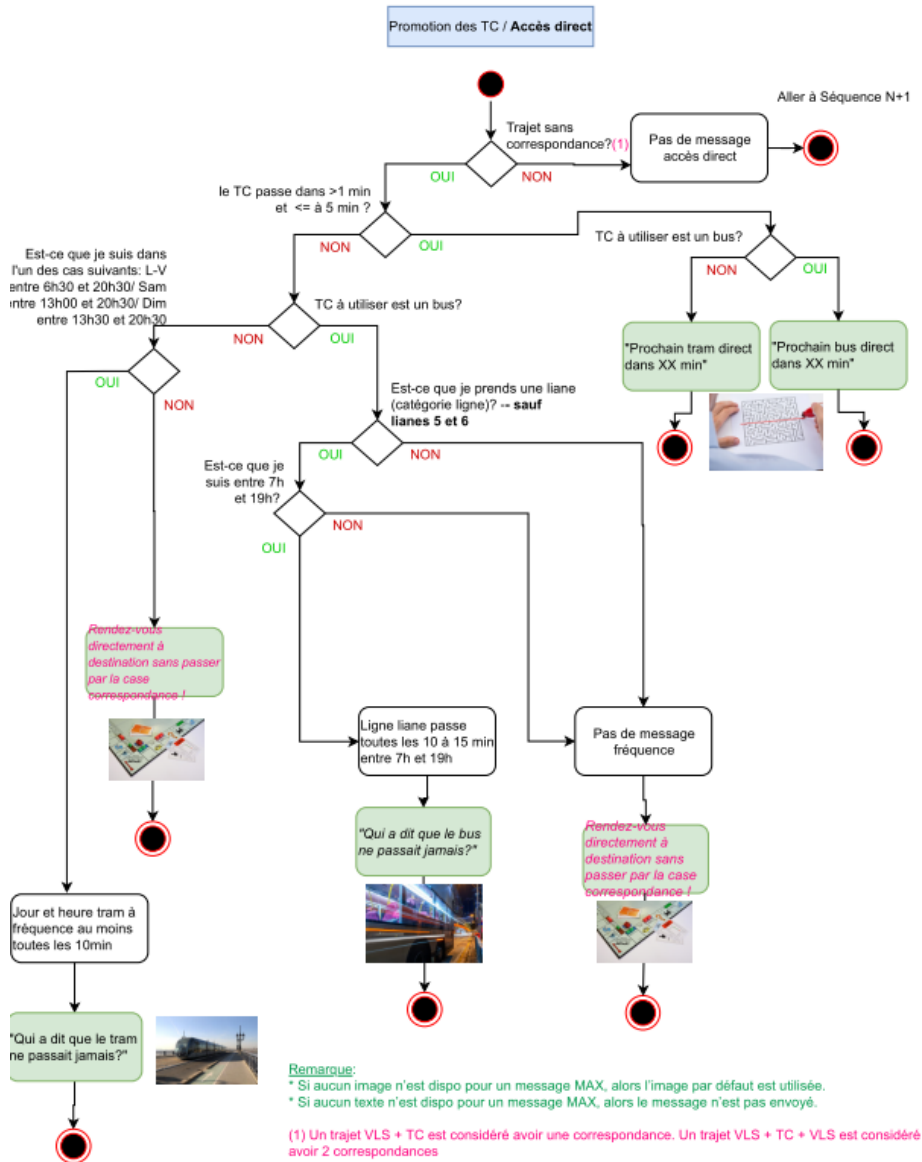 Promotion des TC / Accès direct
Aller à Séquence N+1
Trajet sans
correspondance?(1)
Pas de message
accès direct
OUI
NON
le TC passe dans >1 min
et <= à 5 min ?
NON
OUI
TC à utiliser est un bus?
NON
OUI
Est-ce que je suis dans
l'un des cas suivants: L-V
entre 6h30 et 20h30/ Sam
entre 13h00 et 20h30/ Dim
entre 13h30 et 20h30
TC à utiliser est un bus?
NON
OUI
"Prochain tram direct
dans XX min"
"Prochain bus direct
dans XX min"
OUI
NON
Est-ce que je prends une liane
(catégorie ligne)? -- sauf
lianes 5 et 6
OUI
NON
Est-ce que je
suis entre 7h
et 19h?
NON
OUI
Rendez-vous
directement à
destination sans passer
par la case
correspondance !
Ligne liane passe
toutes les 10 à 15 min
entre 7h et 19h
Pas de message
fréquence
"Qui a dit que le bus
ne passait jamais?"
Rendez-vous
directement à
destination sans
passer par la case
correspondance !
Jour et heure tram à
fréquence au moins
toutes les 10min
"Qui a dit que le tram
ne passait jamais?"
Remarque:
* Si aucun image n'est dispo pour un message MAX, alors l'image par défaut est utilisée.
* Si aucun texte n'est dispo pour un message MAX, alors le message n'est pas envoyé.
(1) Un trajet VLS + TC est considéré avoir une correspondance. Un trajet VLS + TC + VLS est considéré
avoir 2 correspondances